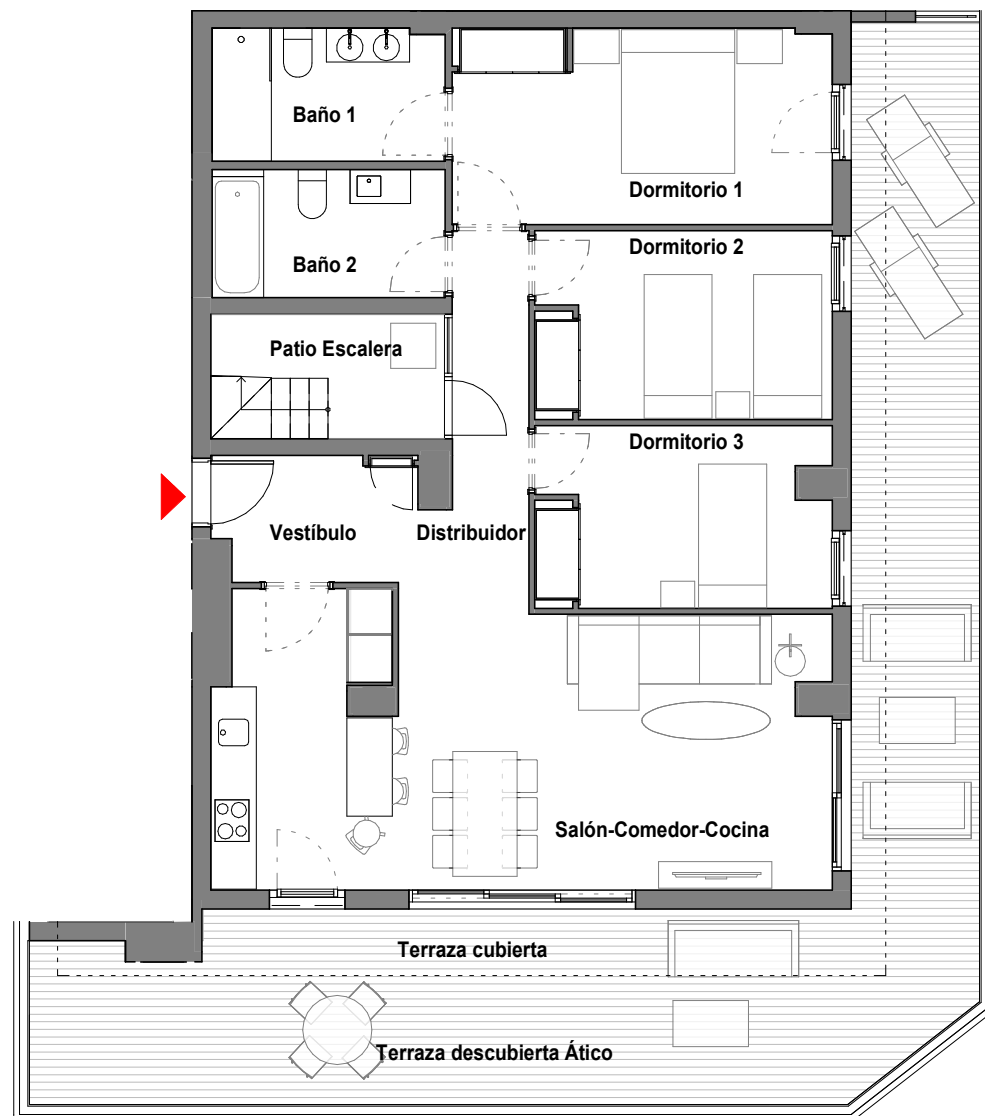 Baño 1
Dormitorio 1
Dormitorio 2
Baño 2
Patio Escalera
Dormitorio 3
Vestíbulo
Distribuidor
Salón-Comedor-Cocina
Terraza cubierta
Terraza descubierta Ático